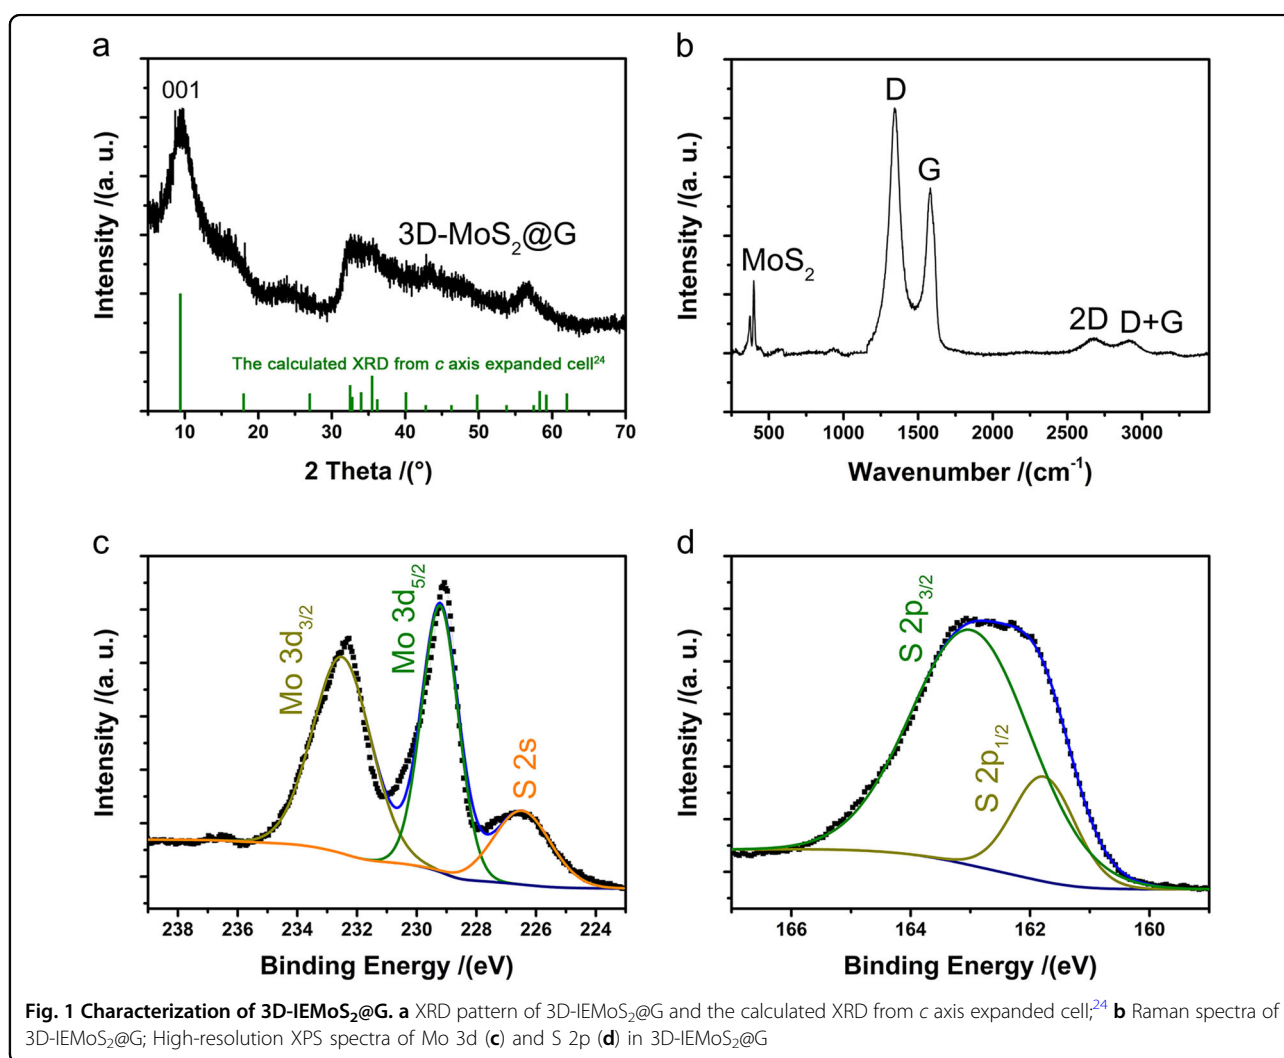 a
001
3D-MoS₂@G
The calculated XRD from c axis expanded cell²⁴
Intensity /(a. u.)
10 20 30 40 50 60 70
2 Theta /(°)
b
D
G
MoS₂
2D D+G
Intensity /(a. u.)
500 1000 1500 2000 2500 3000
Wavenumber /(cm⁻¹)
c
Mo 3d₃/₂
Mo 3d₅/₂
S 2s
Intensity /(a. u.)
238 236 234 232 230 228 226 224
Binding Energy /(eV)
d
S 2p₃/₂
S 2p₁/₂
Intensity /(a. u.)
166 164 162 160
Binding Energy /(eV)
Fig. 1 Characterization of 3D-IEMoS₂@G. a XRD pattern of 3D-IEMoS₂@G and the calculated XRD from c axis expanded cell;²⁴ b Raman spectra of
3D-IEMoS₂@G; High-resolution XPS spectra of Mo 3d (c) and S 2p (d) in 3D-IEMoS₂@G